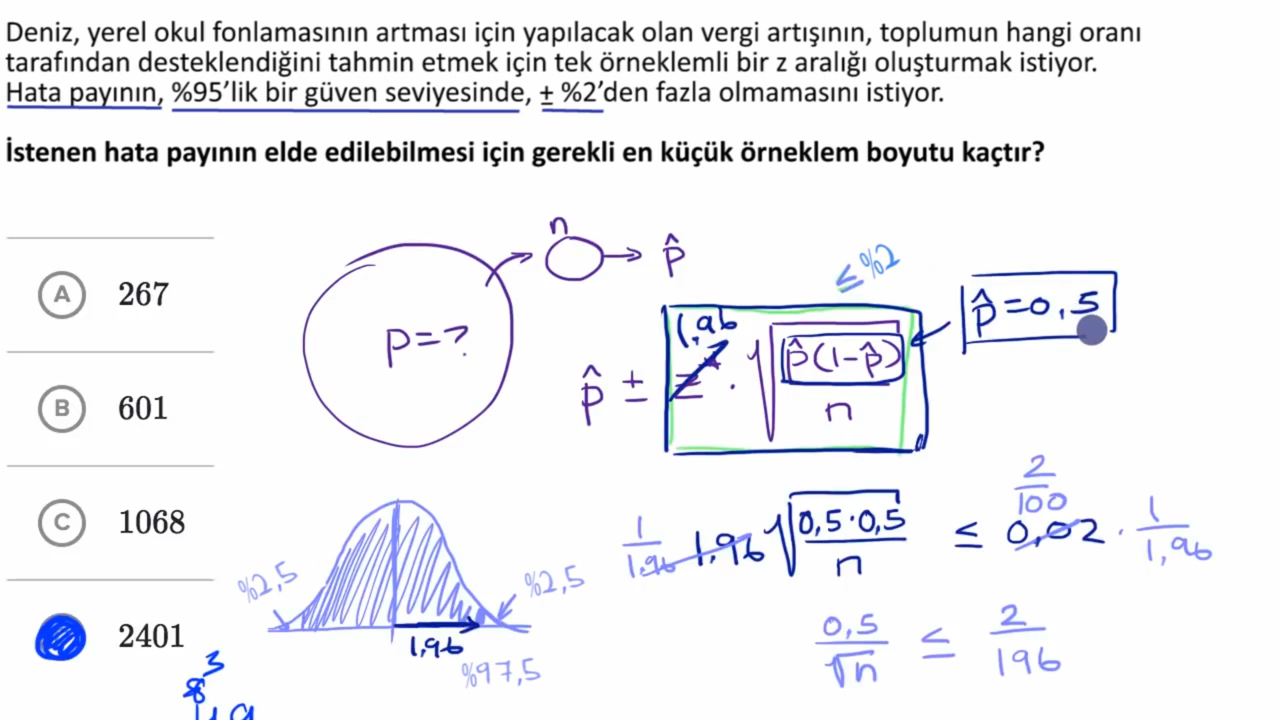 Deniz, yerel okul fonlamasının artması için yapılacak olan vergi artışının, toplumun hangi oranı
tarafından desteklendiğini tahmin etmek için tek örneklemli bir z aralığı oluşturmak istiyor.
Hata payının, %95'lik bir güven seviyesinde, ± %2'den fazla olmamasını istiyor.
İstenen hata payının elde edilebilmesi için gerekli en küçük örneklem boyutu kaçtır?
A 267
B 601
C 1068
2401
p=?
n
p̂
≤%2
p̂ ± 1,96 z* · √(p̂(1-p̂)/n)
p̂=0,5
%2,5
%2,5
1,96
%97,5
2/100
1/1,96 1,96 √(0,5·0,5/n) ≤ 0,02 · 1/1,96
0,5/√n ≤ 2/196
8 3
49